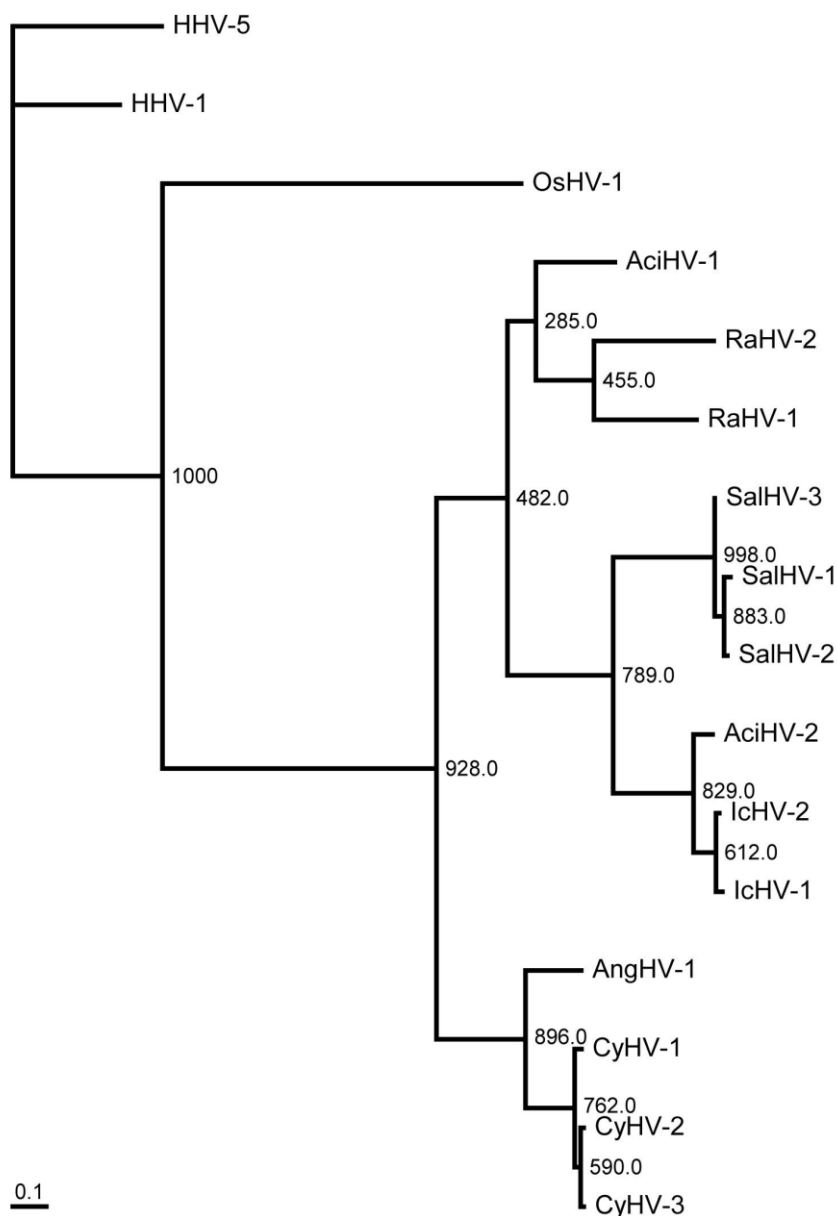 HHV-5
HHV-1
OsHV-1
AciHV-1
285.0
RaHV-2
455.0
RaHV-1
1000
482.0
SalHV-3
998.0
SalHV-1
883.0
SalHV-2
789.0
AciHV-2
928.0
829.0
IcHV-2
612.0
IcHV-1
AngHV-1
896.0
CyHV-1
762.0
CyHV-2
590.0
0.1
CyHV-3